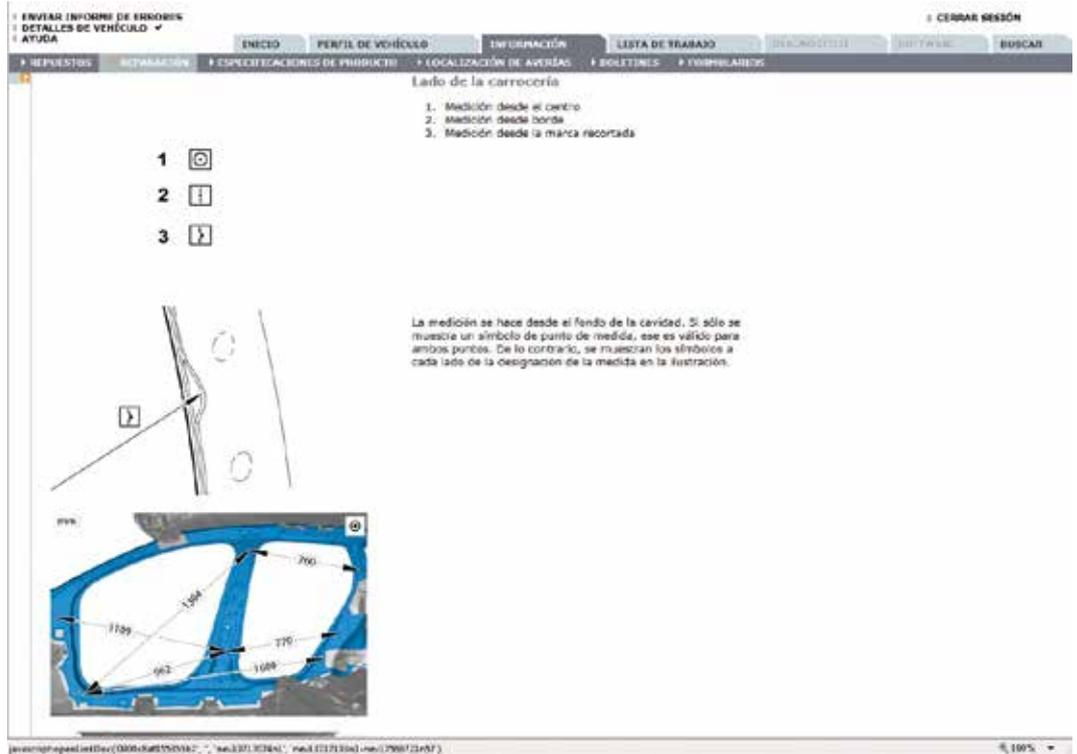 ENVIAR INFORME DE ERRORES
DETALLES DE VEHÍCULO
AYUDA
CERRAR SESIÓN
INICIO PERFIL DE VEHÍCULO INFORMACIÓN LISTA DE TRABAJO DIAGNÓSTICO SOFTWARE BUSCAR
REPUESTOS REPARACIÓN ESPECIFICACIONES DE PRODUCTO LOCALIZACIÓN DE AVERÍAS BOLETINES FORMULARIOS
Lado de la carrocería
1. Medición desde el centro
2. Medición desde borde
3. Medición desde la marca recortada
1
2
3
La medición se hace desde el fondo de la cavidad. Si sólo se
muestra un símbolo de punto de medida, ese es válido para
ambos puntos. De lo contrario, se muestran los símbolos a
cada lado de la designación de la medida en la ilustración.
mm
760
1394
1189
770
962
1089
100%